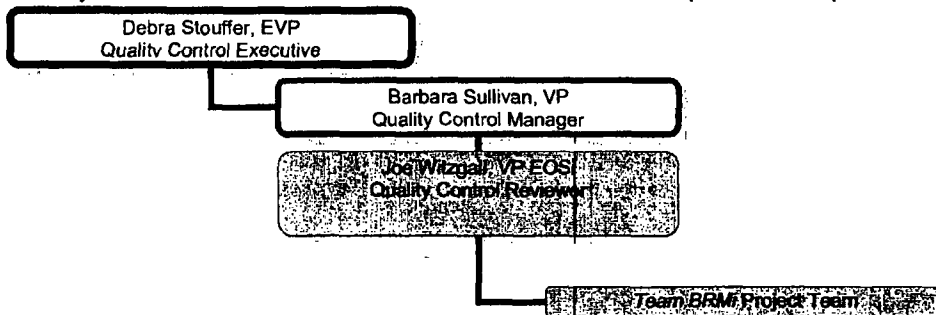 Debra Stouffer, EVP
Quality Control Executive
Barbara Sullivan, VP
Quality Control Manager
Joe Witzgall, VP EOSI
Quality Control Reviewer
Team BRMi Project Team